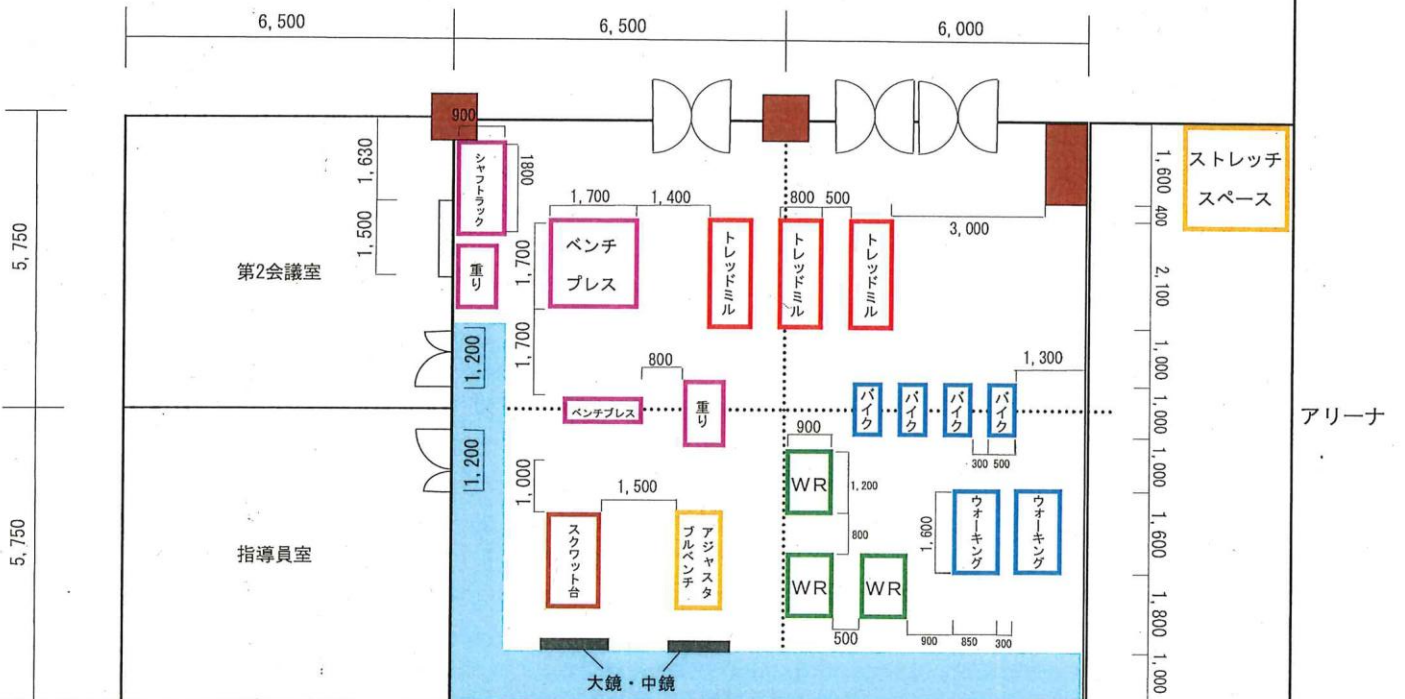 6,500
6,500
6,000
5,750
5,750
1,630
1,500
第2会議室
指導員室
900
シャフトラック
1800
重り
1,200
1,200
1,700
1,400
ベンチ
プレス
1,700
1,700
トレッドミル
トレッドミル
トレッドミル
800
500
3,000
800
ベンチプレス
重り
1,000
1,500
スクワット台
アジャスタ
ブルベンチ
大鏡・中鏡
バイク
バイク
バイク
バイク
1,300
300
500
900
WR
1,200
800
WR
WR
500
1,600
ウォーキング
ウォーキング
900
850
300
1,600
400
2,100
1,000
1,000
1,000
1,600
1,800
1,000
ストレッチ
スペース
アリーナ